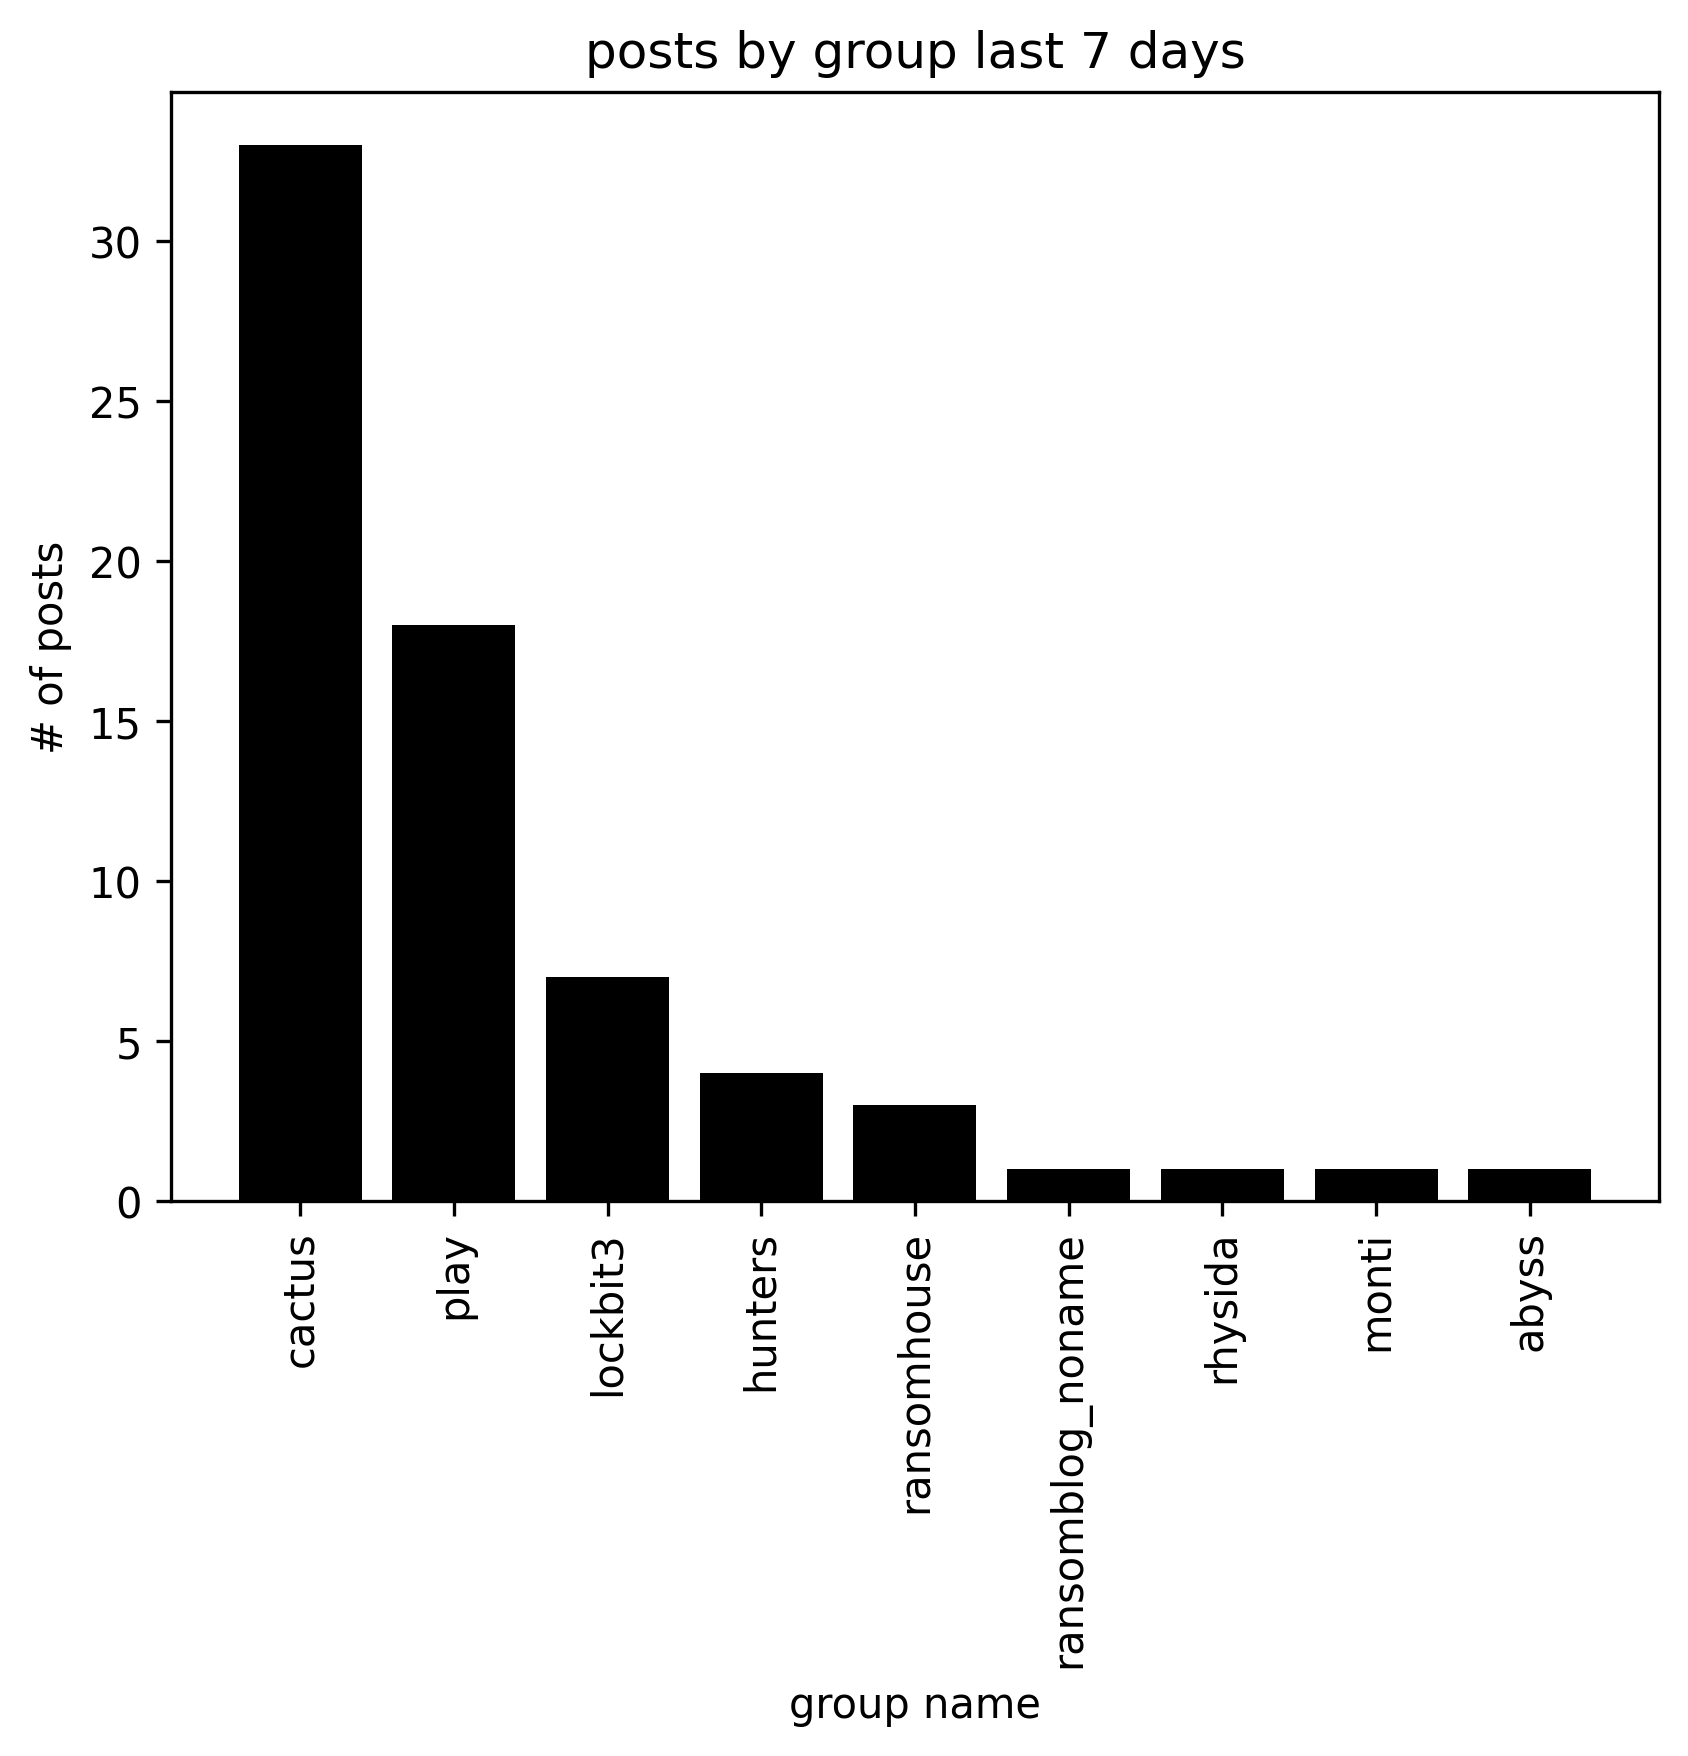 posts by group last 7 days
# of posts
30
25
20
15
10
5
0
cactus
play
lockbit3
hunters
ransomhouse
ransomblog_noname
rhysida
monti
abyss
group name